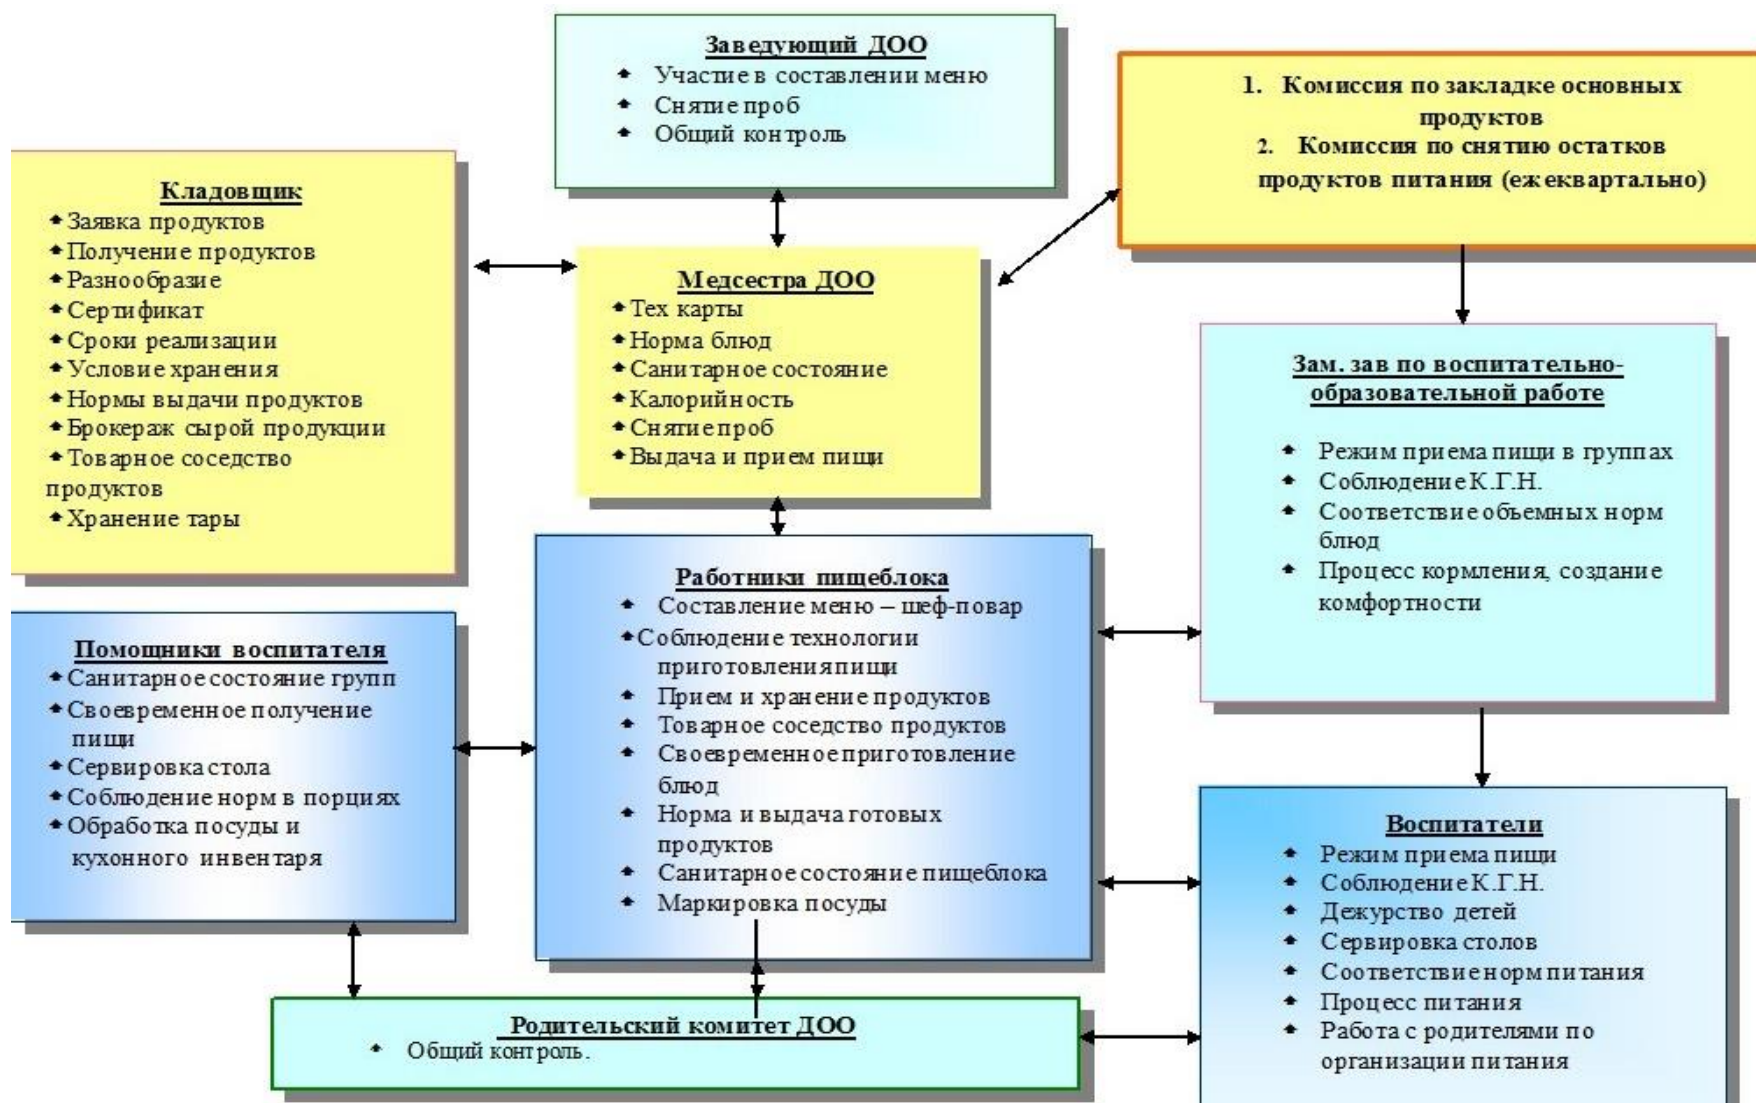 Заведующий ДОО
Участие в составлении меню
Снятие проб
Общий контроль
1. Комиссия по закладке основных
продуктов
2. Комиссия по снятию остатков
продуктов питания (ежеквартально)
Кладовщик
Заявка продуктов
Получение продуктов
Разнообразие
Сертификат
Сроки реализации
Условие хранения
Нормы выдачи продуктов
Брокераж сырой продукции
Товарное соседство
продуктов
Хранение тары
Медсестра ДОО
Тех карты
Норма блюд
Санитарное состояние
Калорийность
Снятие проб
Выдача и прием пищи
Зам. зав по воспитательно-
образовательной работе
Режим приема пищи в группах
Соблюдение К.Г.Н.
Соответствие объемных норм
блюд
Процесс кормления, создание
комфортности
Работники пищеблока
Составление меню – шеф-повар
Соблюдение технологии
приготовления пищи
Прием и хранение продуктов
Товарное соседство продуктов
Своевременное приготовление
блюд
Норма и выдача готовых
продуктов
Санитарное состояние пищеблока
Маркировка посуды
Помощники воспитателя
Санитарное состояние групп
Своевременное получение
пищи
Сервировка стола
Соблюдение норм в порциях
Обработка посуды и
кухонного инвентаря
Воспитатели
Режим приема пищи
Соблюдение К.Г.Н.
Дежурство детей
Сервировка столов
Соответствие норм питания
Процесс питания
Работа с родителями по
организации питания
Родительский комитет ДОО
Общий контроль.